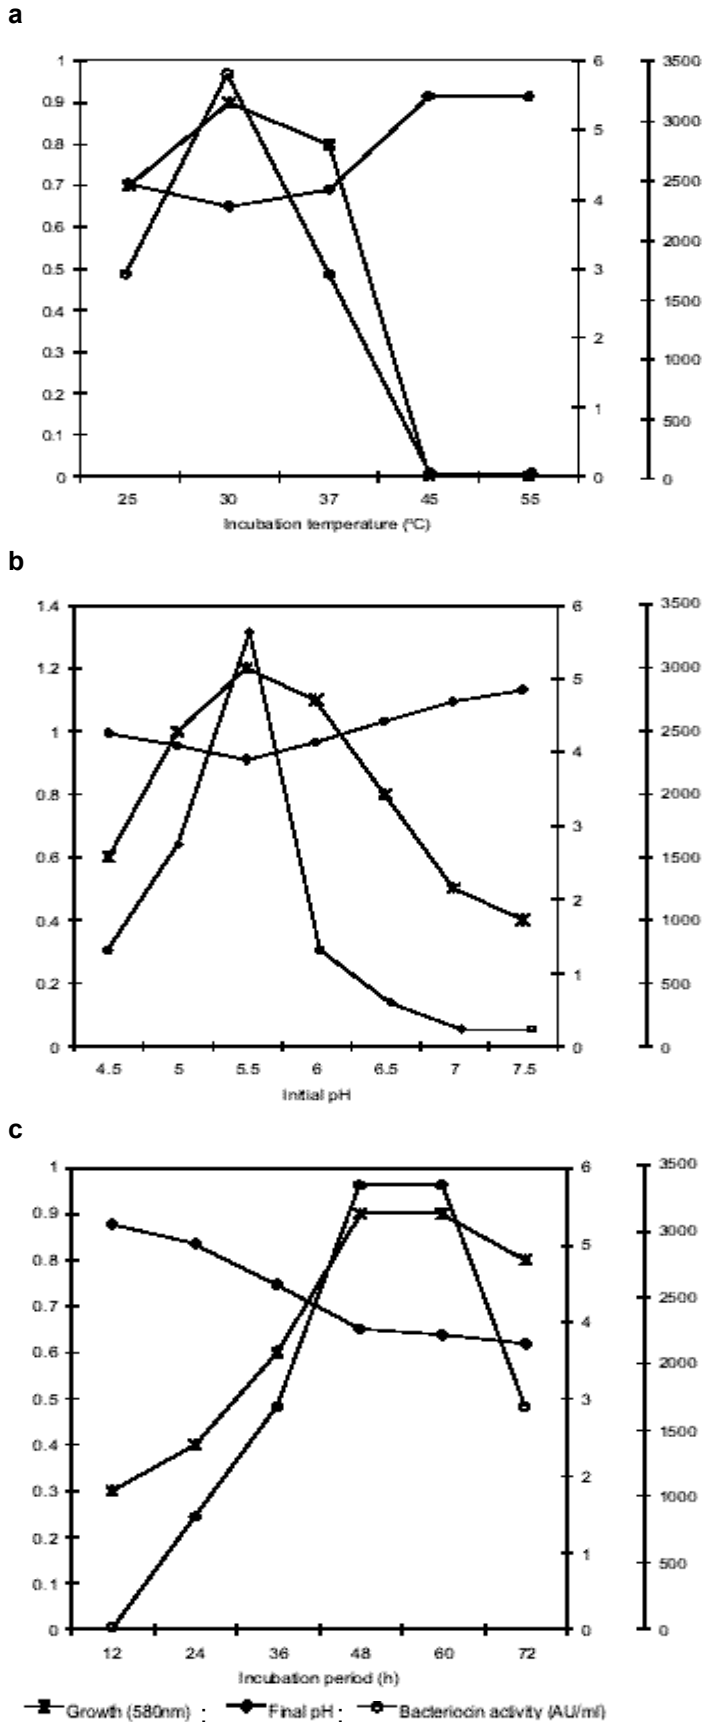 a
1 6 3500
0.9 3000
0.8 5
0.7 2500
0.6 4 2000
0.5 3 1500
0.4
0.3 2 1000
0.2
0.1 1 500
0 0 0
25 30 37 45 55
Incubation temperature (ºC)
b
1.4 6 3500
1.2 5 3000
1 4 2500
0.8 3 2000
0.6 2 1500
0.4 1000
0.2 1 500
0 0 0
4.5 5 5.5 6 6.5 7 7.5
Initial pH
c
1 6 3500
0.9 3000
0.8 5
0.7 2500
0.6 4 2000
0.5 3 1500
0.4
0.3 2 1000
0.2
0.1 1 500
0 0 0
12 24 36 48 60 72
Incubation period (h)
Growth (580nm) ; Final pH ; Bacteriocin activity (AU/ml)